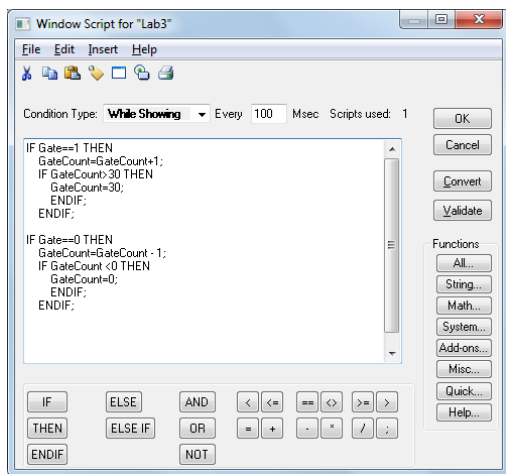 Window Script for "Lab3"
File Edit Insert Help
Condition Type: While Showing Every 100 Msec Scripts used: 1
OK
Cancel
Convert
Validate
IF Gate==1 THEN
GateCount=GateCount+1;
IF GateCount>30 THEN
GateCount=30;
ENDIF;
ENDIF;
IF Gate==0 THEN
GateCount=GateCount - 1;
IF GateCount <0 THEN
GateCount=0;
ENDIF;
ENDIF;
Functions
All...
String...
Math...
System...
Add-ons...
Misc...
Quick...
Help...
IF ELSE AND < <= == <> >= >
THEN ELSE IF OR = + - * / ;
ENDIF NOT